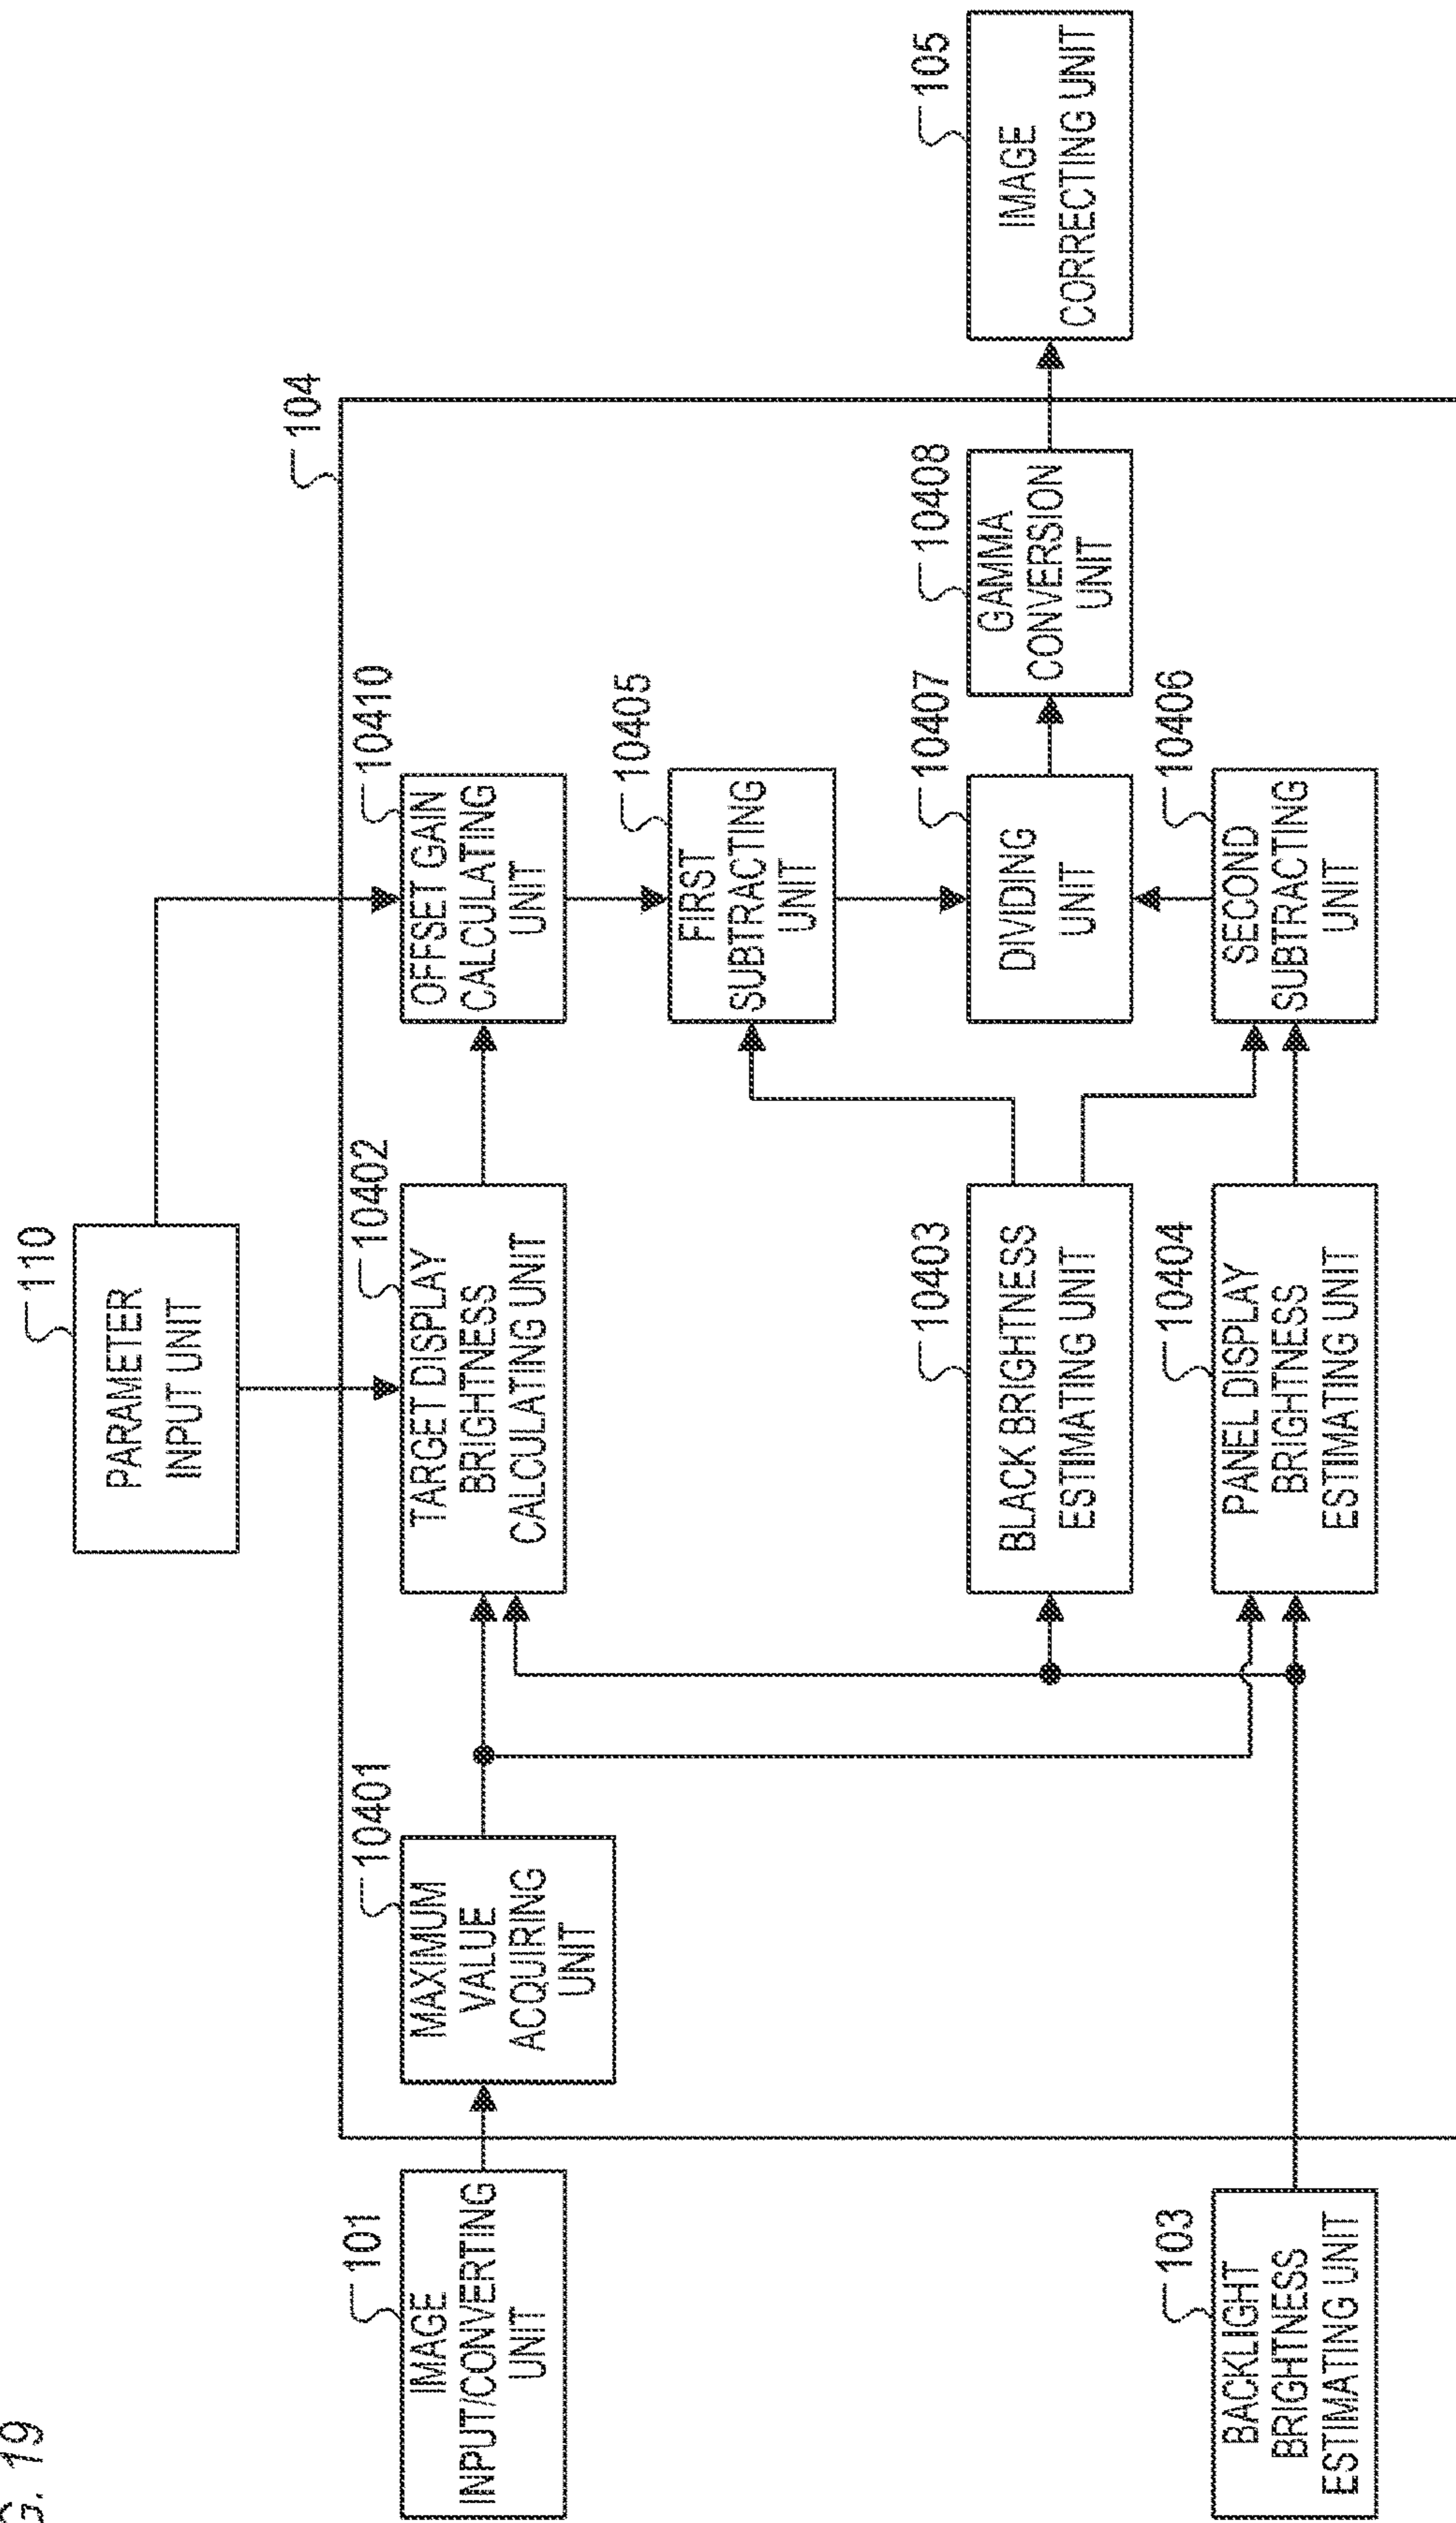 G. 19
110
PARAMETER
INPUT UNIT
104
101
IMAGE
INPUT/CONVERTING
UNIT
10401
MAXIMUM
VALUE
ACQUIRING
UNIT
10402
TARGET DISPLAY
BRIGHTNESS
CALCULATING UNIT
10410
OFFSET GAIN
CALCULATING
UNIT
10405
FIRST
SUBTRACTING
UNIT
10403
BLACK BRIGHTNESS
ESTIMATING UNIT
10407
DIVIDING
UNIT
10408
GAMMA
CONVERSION
UNIT
105
IMAGE
CORRECTING UNIT
103
BACKLIGHT
BRIGHTNESS
ESTIMATING UNIT
10404
PANEL DISPLAY
BRIGHTNESS
ESTIMATING UNIT
10406
SECOND
SUBTRACTING
UNIT